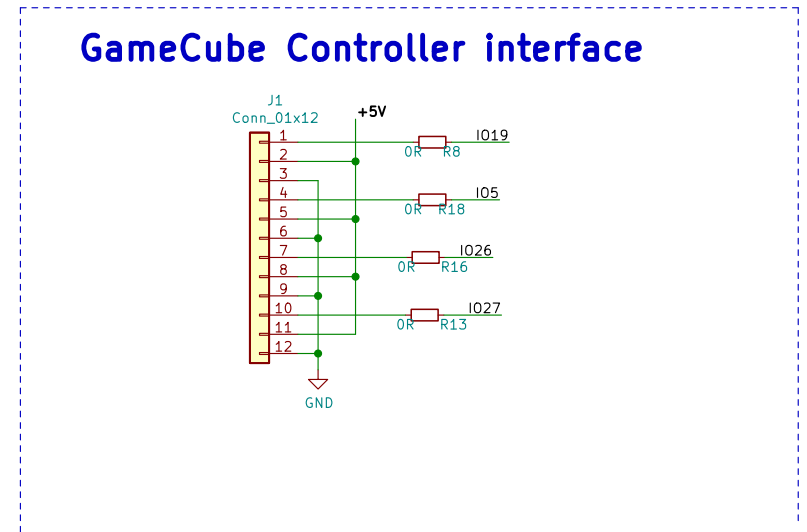 GameCube Controller interface
J1
Conn_01x12
+5V
1
IO19
0R R8
2
3
4
IO5
0R R18
5
6
7
IO26
0R R16
8
9
10
IO27
0R R13
11
12
GND